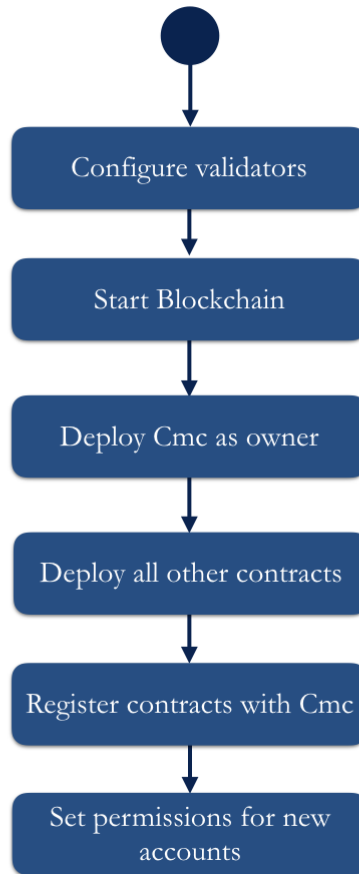 Configure validators
Start Blockchain
Deploy Cmc as owner
Deploy all other contracts
Register contracts with Cmc
Set permissions for new
accounts